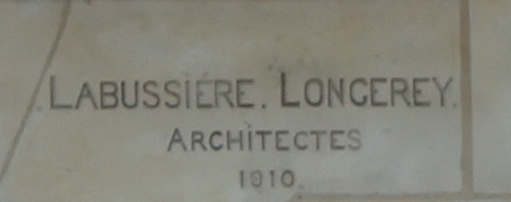 LABUSSIÈRE. LONGEREY.
ARCHITECTES
1910.